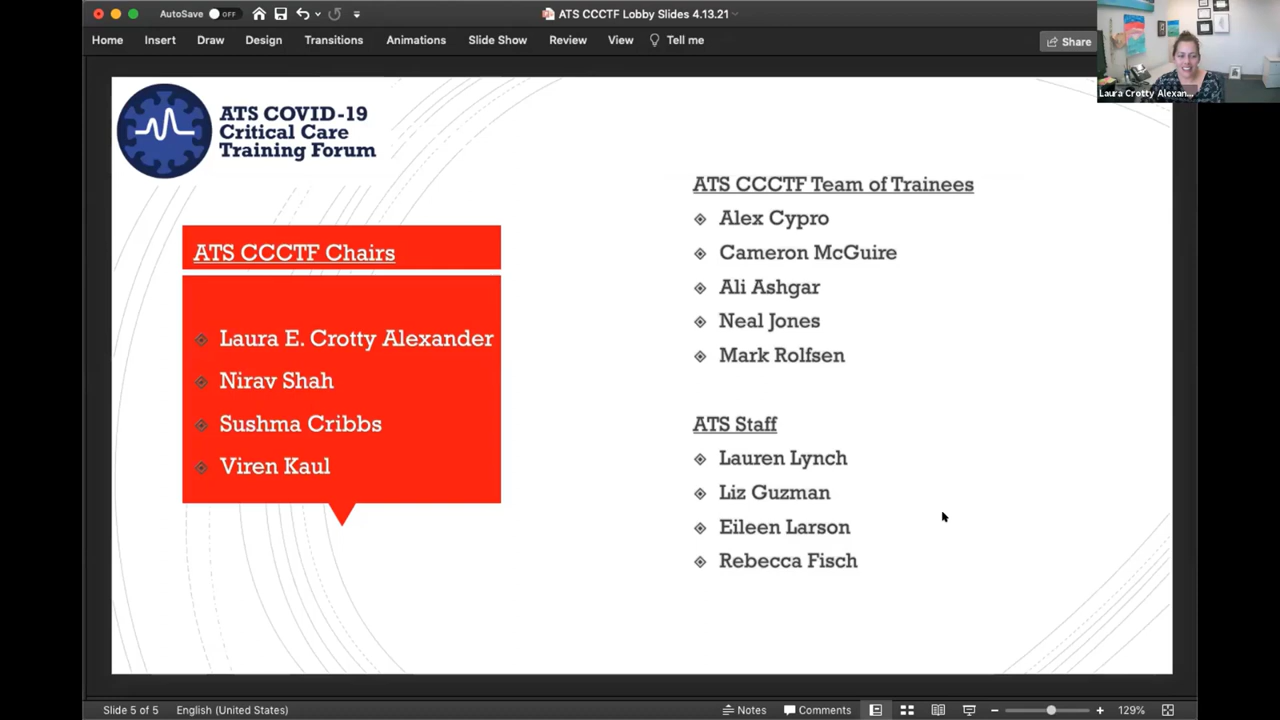 AutoSave OFF
ATS CCCTF Lobby Slides 4.13.21
Home Insert Draw Design Transitions Animations Slide Show Review View Tell me
Share
Laura Crotty Alexan...
ATS COVID-19
Critical Care
Training Forum
ATS CCCTF Chairs
Laura E. Crotty Alexander
Nirav Shah
Sushma Cribbs
Viren Kaul
ATS CCCTF Team of Trainees
Alex Cypro
Cameron McGuire
Ali Ashgar
Neal Jones
Mark Rolfsen
ATS Staff
Lauren Lynch
Liz Guzman
Eileen Larson
Rebecca Fisch
Slide 5 of 5 English (United States) Notes Comments 129%